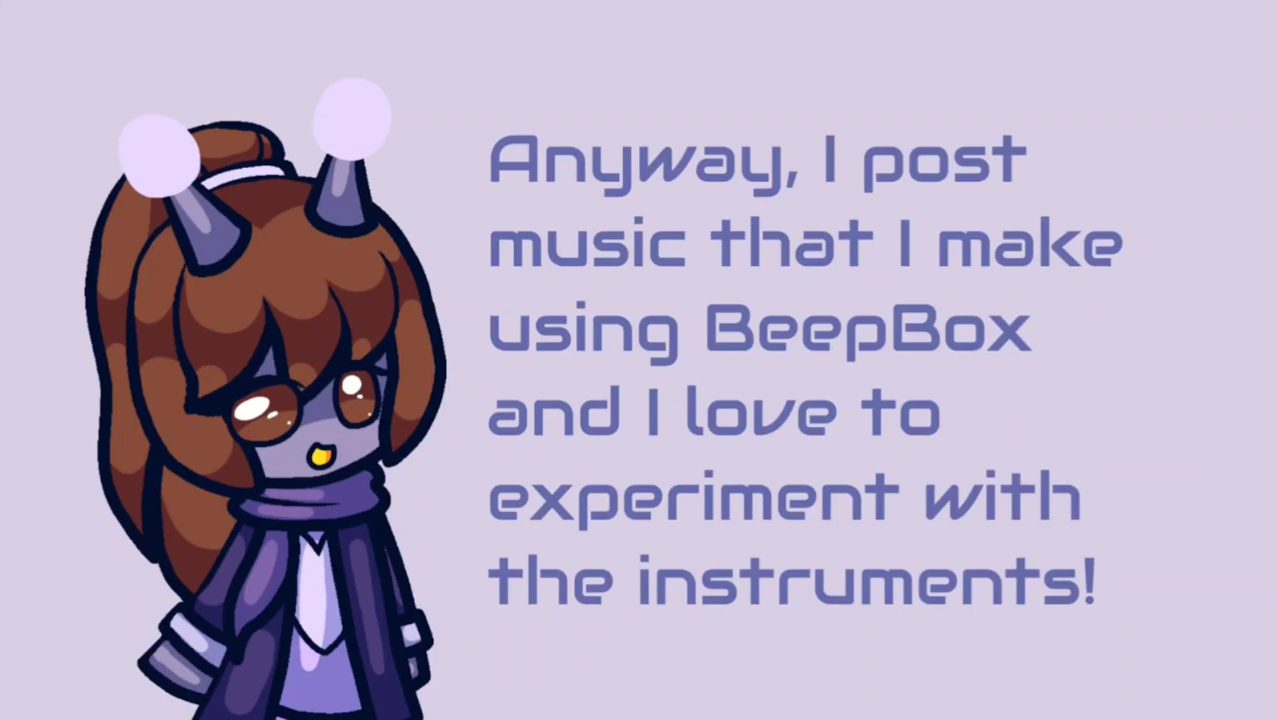 Anyway, I post
music that I make
using BeepBox
and I love to
experiment with
the instruments!